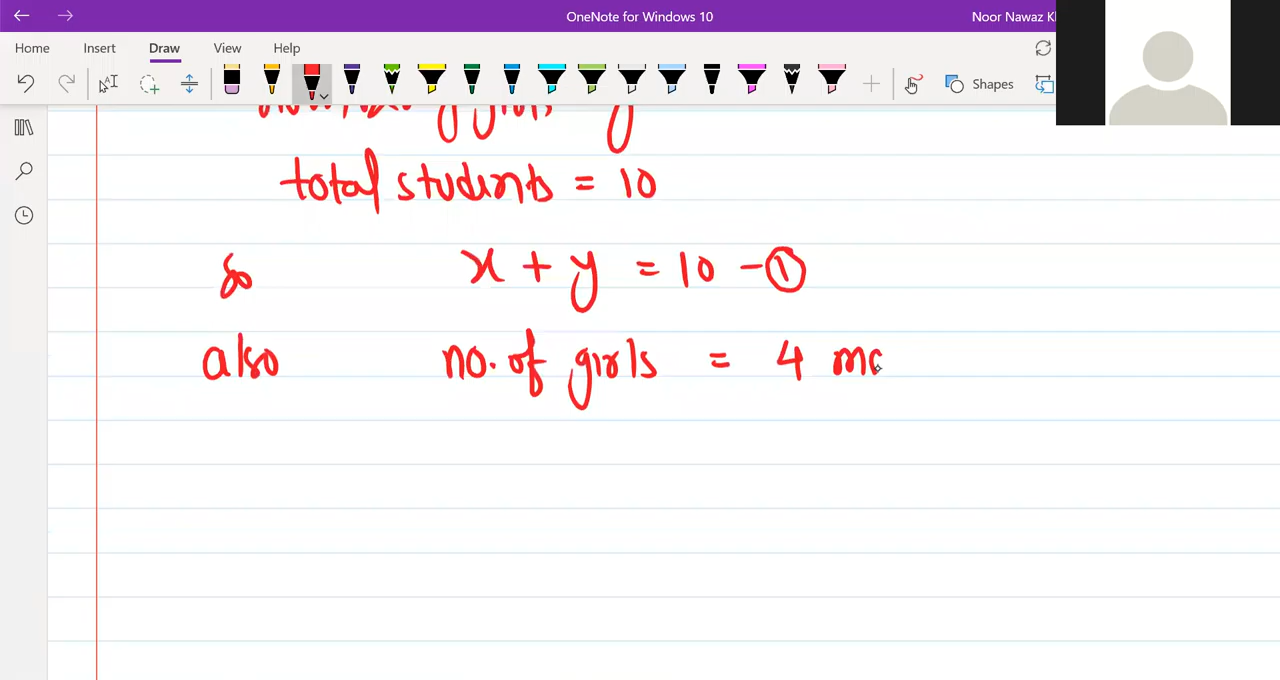 OneNote for Windows 10
Noor Nawaz
Home Insert Draw View Help
Shapes
total students = 10
so x + y = 10 - ①
also no. of girls = 4 mo